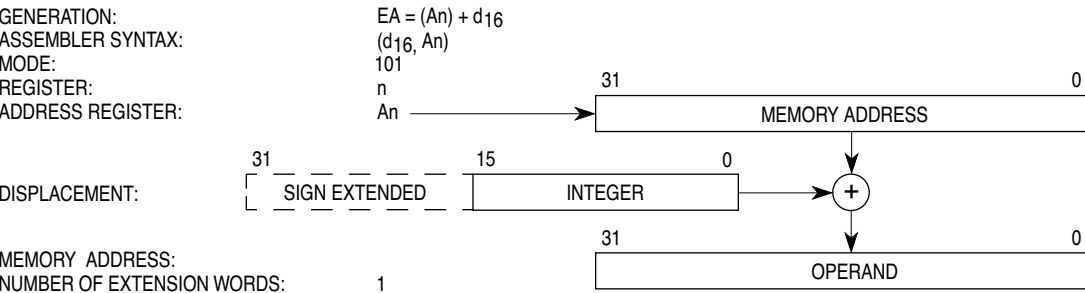 GENERATION: EA = (An) + d16
ASSEMBLER SYNTAX: (d16, An)
MODE: 101
REGISTER: n
ADDRESS REGISTER: An
31 0
MEMORY ADDRESS
31 15 0
DISPLACEMENT: SIGN EXTENDED INTEGER +
31 0
MEMORY ADDRESS:
OPERAND
NUMBER OF EXTENSION WORDS: 1